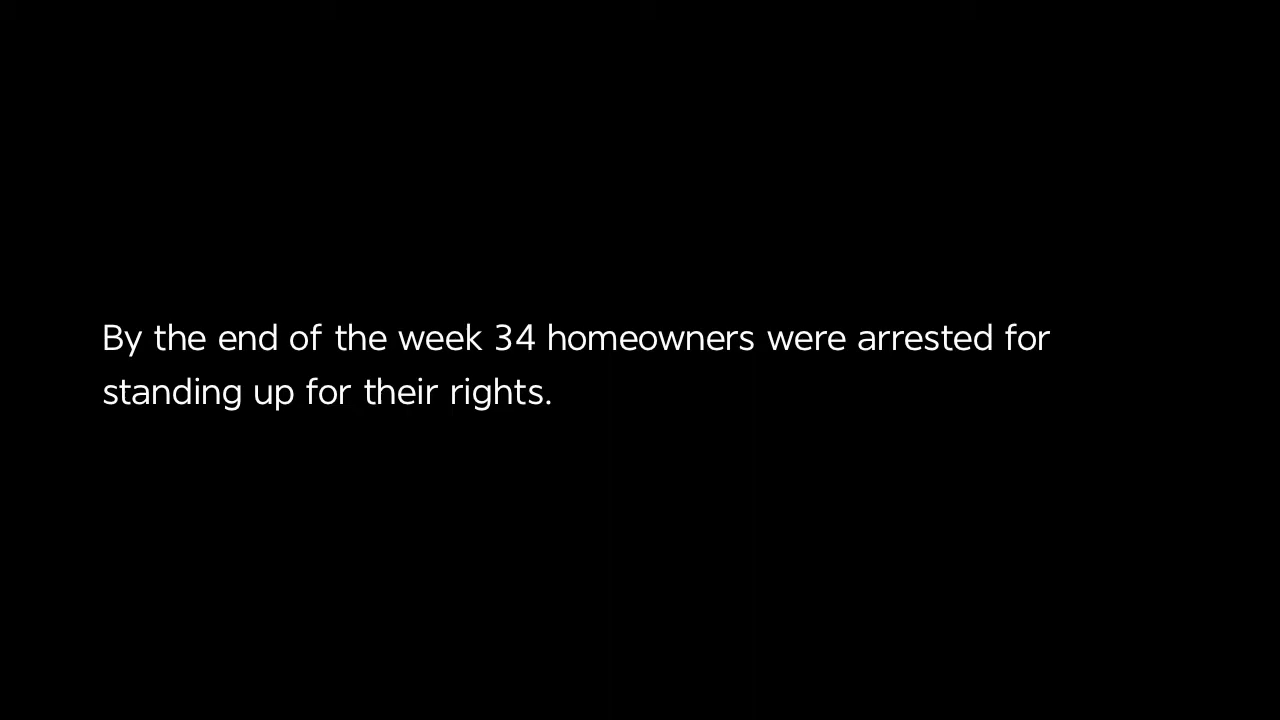 By the end of the week 34 homeowners were arrested for
standing up for their rights.